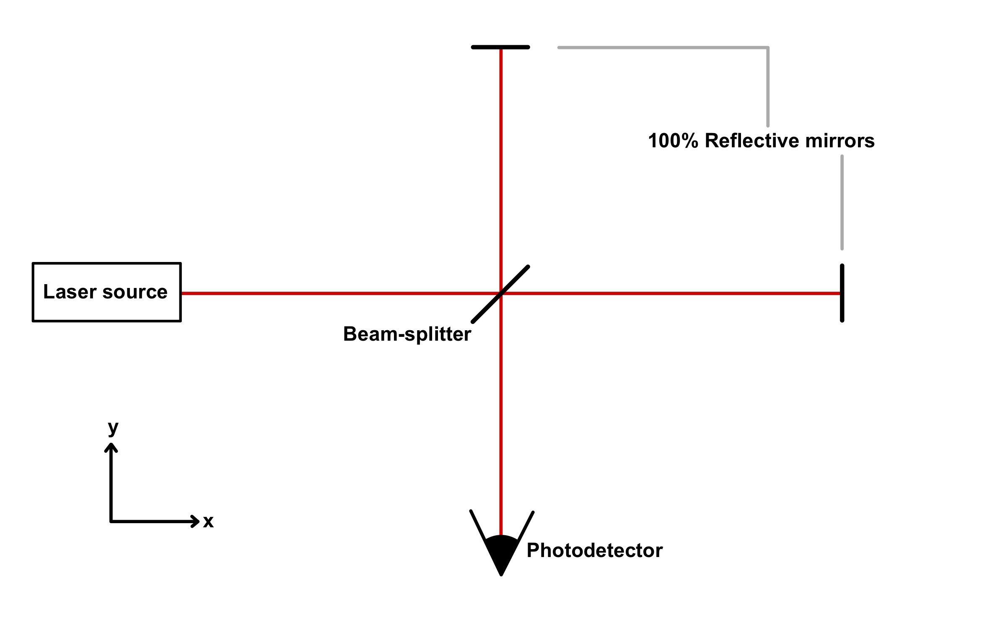 100% Reflective mirrors
Laser source
Beam-splitter
y
x
Photodetector